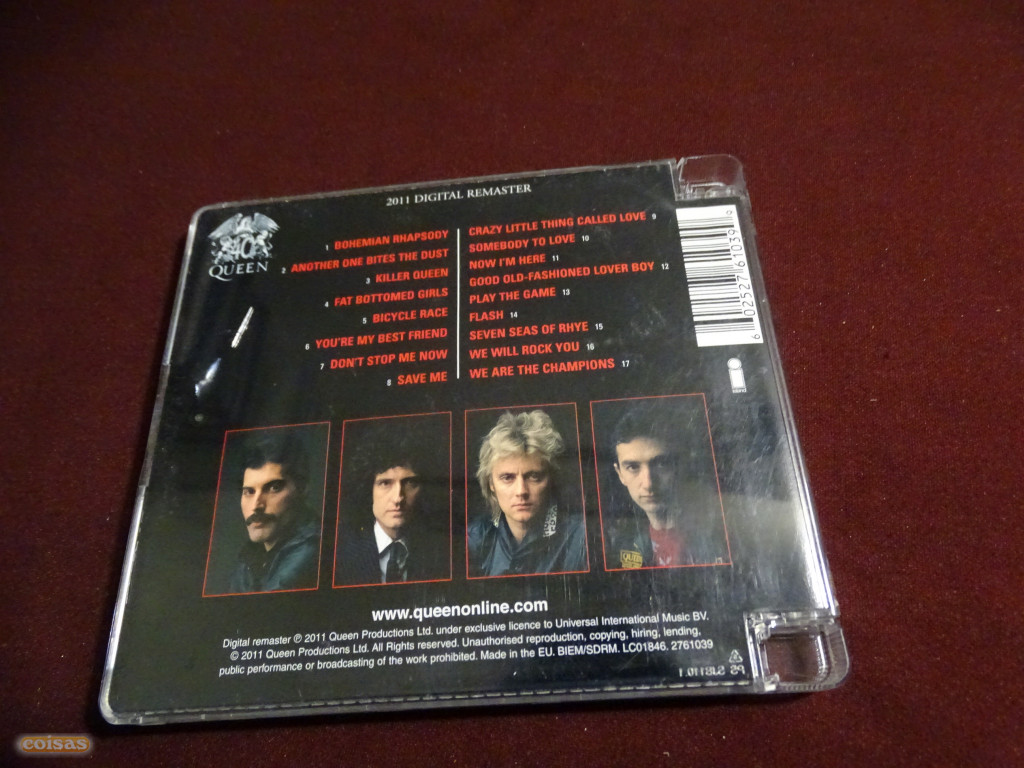 2011 DIGITAL REMASTER
40
QUEEN
1 BOHEMIAN RHAPSODY
2 ANOTHER ONE BITES THE DUST
3 KILLER QUEEN
4 FAT BOTTOMED GIRLS
5 BICYCLE RACE
6 YOU'RE MY BEST FRIEND
7 DON'T STOP ME NOW
8 SAVE ME
CRAZY LITTLE THING CALLED LOVE 9
SOMEBODY TO LOVE 10
NOW I'M HERE 11
GOOD OLD-FASHIONED LOVER BOY 12
PLAY THE GAME 13
FLASH 14
SEVEN SEAS OF RHYE 15
WE WILL ROCK YOU 16
WE ARE THE CHAMPIONS 17
6 02527 61039 9
island
QUEEN
www.queenonline.com
Digital remaster ℗ 2011 Queen Productions Ltd. under exclusive licence to Universal International Music BV.
© 2011 Queen Productions Ltd. All Rights reserved. Unauthorised reproduction, copying, hiring, lending,
public performance or broadcasting of the work prohibited. Made in the EU. BIEM/SDRM. LC01846. 2761039
PS
coisas